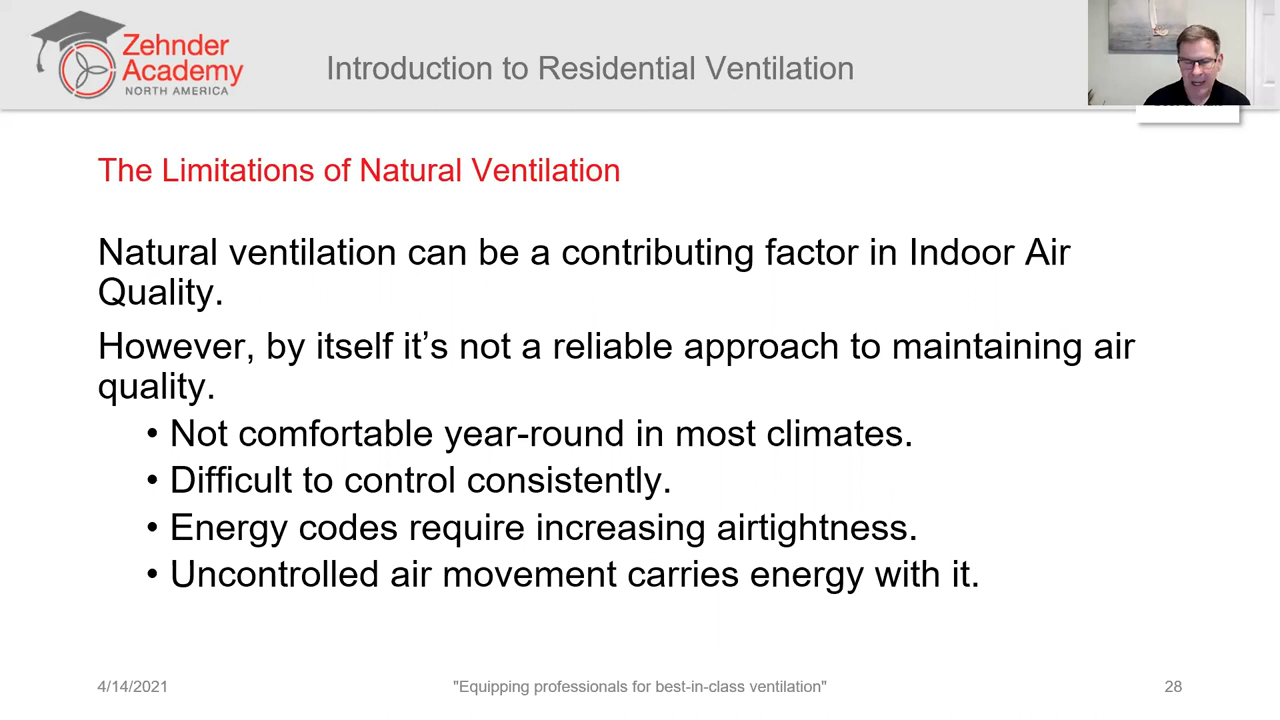 Zehnder
Academy
NORTH AMERICA
Introduction to Residential Ventilation
The Limitations of Natural Ventilation
Natural ventilation can be a contributing factor in Indoor Air
Quality.
However, by itself it’s not a reliable approach to maintaining air
quality.
• Not comfortable year-round in most climates.
• Difficult to control consistently.
• Energy codes require increasing airtightness.
• Uncontrolled air movement carries energy with it.
4/14/2021
"Equipping professionals for best-in-class ventilation"
28